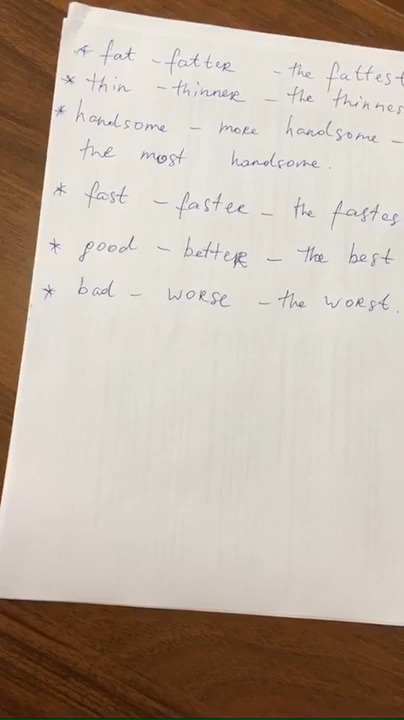 * fat - fatter - the fattest
* thin - thinner - the thinnes
* handsome - more handsome -
the most handsome.
* fast - faster - the fastes
* good - better - the best
* bad - worse - the worst.